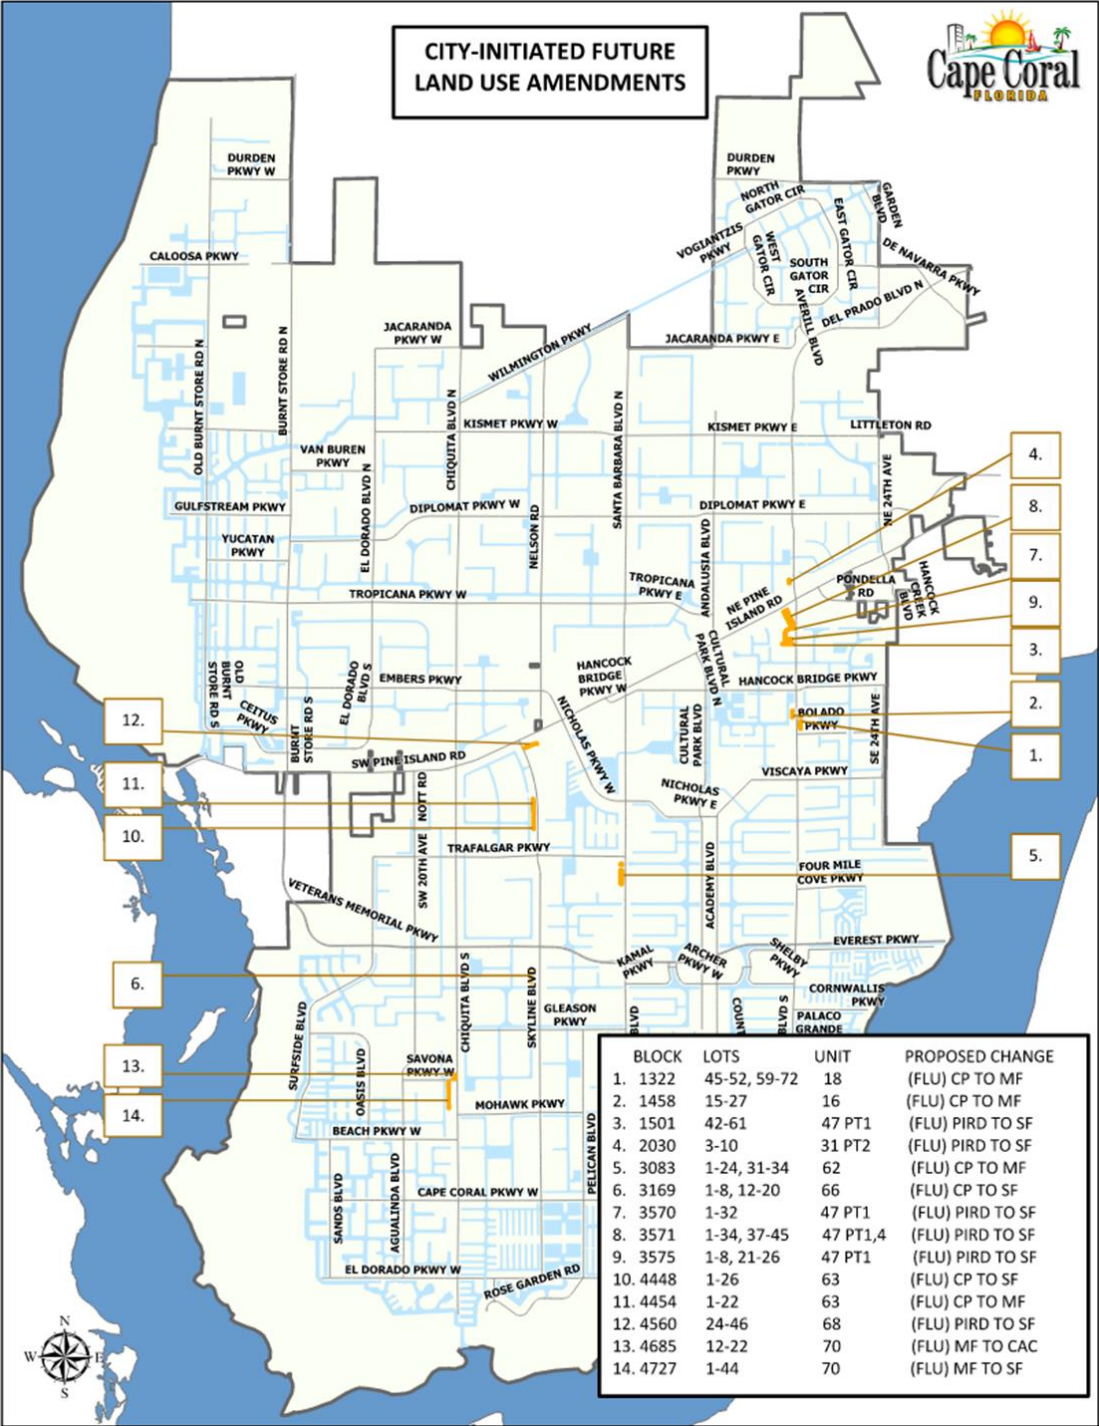 CITY-INITIATED FUTURE
LAND USE AMENDMENTS
Cape Coral
FLORIDA
DURDEN
PKWY W
DURDEN
PKWY
NORTH
GATOR CIR
GARDEN
BLVD
EAST GATOR CIR
VOGIANTZIS
PKWY
WEST
GATOR CIR
SOUTH
GATOR
CIR
DE NAVARRA PKWY
CALOOSA PKWY
DEL PRADO BLVD N
AVERILL BLVD
JACARANDA
PKWY W
WILMINGTON PKWY
JACARANDA PKWY E
OLD BURNT STORE RD N
BURNT STORE RD N
CHIQUITA BLVD N
SANTA BARBARA BLVD N
KISMET PKWY W
KISMET PKWY E
LITTLETON RD
VAN BUREN
PKWY
EL DORADO BLVD N
NE 24TH AVE
4.
GULFSTREAM PKWY
DIPLOMAT PKWY W
DIPLOMAT PKWY E
8.
NELSON RD
YUCATAN
PKWY
ANDALUSIA BLVD
7.
TROPICANA
PKWY E
NE PINE
ISLAND RD
PONDELLA
RD
HANCOCK
CREEK
BLVD
TROPICANA PKWY W
9.
CULTURAL
PARK BLVD N
3.
OLD
BURNT
STORE RD S
EL DORADO
BLVD S
EMBERS PKWY
HANCOCK
BRIDGE
PKWY W
HANCOCK BRIDGE PKWY
2.
12.
CEITUS
PKWY
BURNT
STORE RD S
NICHOLAS PKWY W
CULTURAL
PARK BLVD
BOLADO
PKWY
SE 24TH AVE
1.
SW PINE ISLAND RD
11.
NOTT RD
NICHOLAS
PKWY E
VISCAYA PKWY
10.
TRAFALGAR PKWY
5.
SW 20TH AVE
ACADEMY BLVD
FOUR MILE
COVE PKWY
VETERANS MEMORIAL PKWY
KAMAL
PKWY
ARCHER
PKWY W
SHELBY
PKWY
EVEREST PKWY
6.
CHIQUITA BLVD S
SKYLINE BLVD
CORNWALLIS
PKWY
SURFSIDE BLVD
GLEASON
PKWY
BLVD
COUNT
BLVD S
PALACO
GRANDE
13.
OASIS BLVD
SAVONA
PKWY W
14.
MOHAWK PKWY
BEACH PKWY W
PELICAN BLVD
SANDS BLVD
AGUALINDA BLVD
CAPE CORAL PKWY W
EL DORADO PKWY W
ROSE GARDEN RD
N
W E
S
BLOCK LOTS UNIT PROPOSED CHANGE
1. 1322 45-52, 59-72 18 (FLU) CP TO MF
2. 1458 15-27 16 (FLU) CP TO MF
3. 1501 42-61 47 PT1 (FLU) PIRD TO SF
4. 2030 3-10 31 PT2 (FLU) PIRD TO SF
5. 3083 1-24, 31-34 62 (FLU) CP TO MF
6. 3169 1-8, 12-20 66 (FLU) CP TO SF
7. 3570 1-32 47 PT1 (FLU) PIRD TO SF
8. 3571 1-34, 37-45 47 PT1,4 (FLU) PIRD TO SF
9. 3575 1-8, 21-26 47 PT1 (FLU) PIRD TO SF
10. 4448 1-26 63 (FLU) CP TO SF
11. 4454 1-22 63 (FLU) CP TO MF
12. 4560 24-46 68 (FLU) PIRD TO SF
13. 4685 12-22 70 (FLU) MF TO CAC
14. 4727 1-44 70 (FLU) MF TO SF